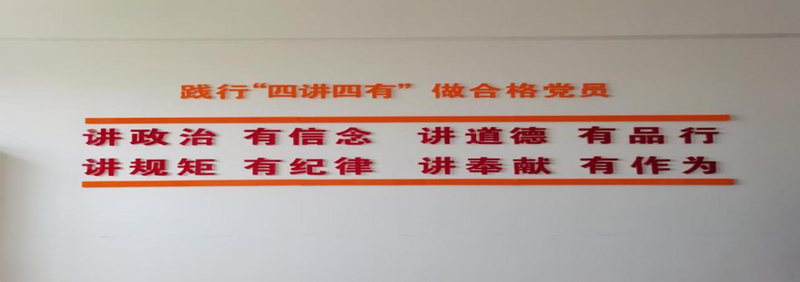 践行“四讲四有” 做合格党员
讲政治 有信念 讲道德 有品行
讲规矩 有纪律 讲奉献 有作为